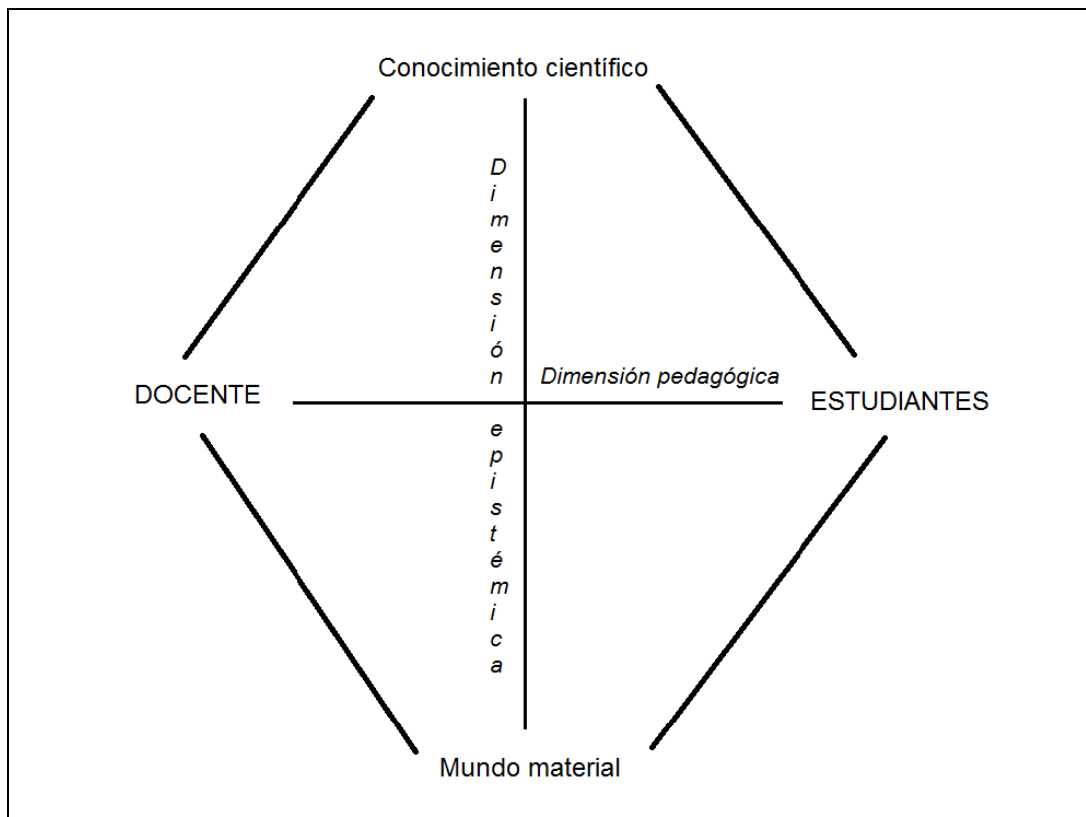 Conocimiento científico
Dimensión
Dimensión pedagógica
DOCENTE
ESTUDIANTES
epistémica
Mundo material